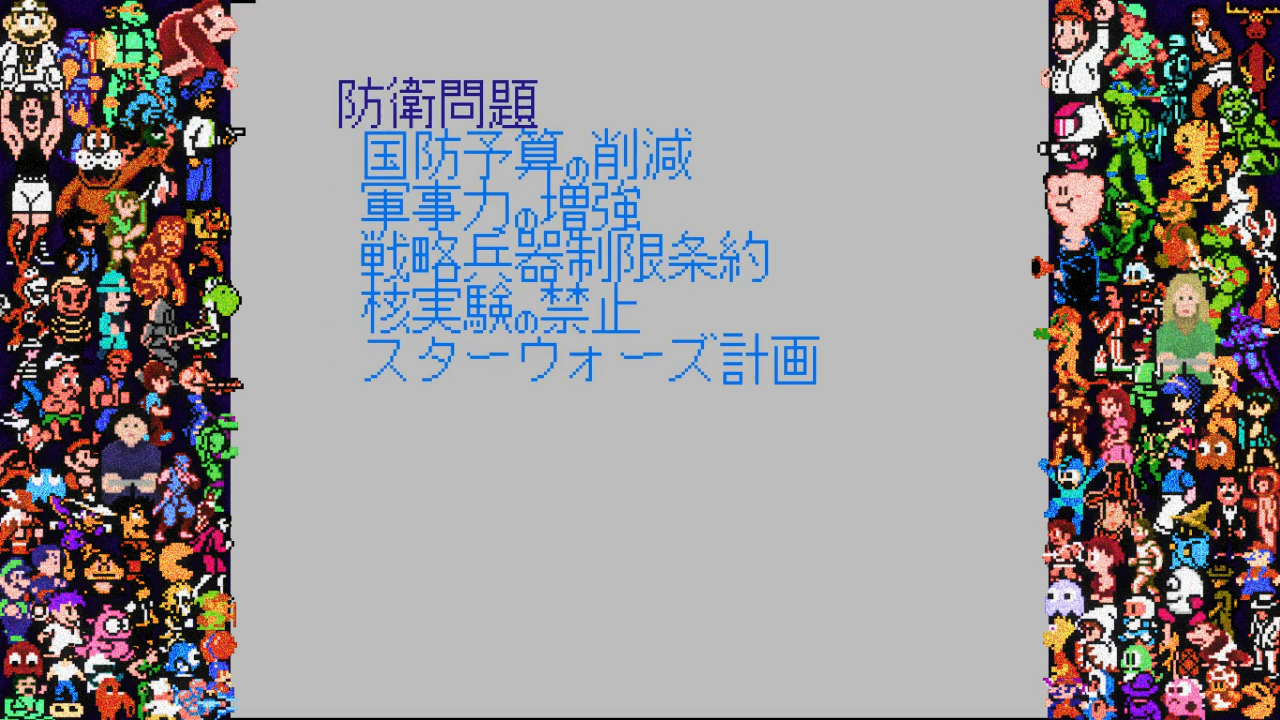 防衛問題
国防予算の削減
軍事力の増強
戦略兵器制限条約
核実験の禁止
スターウォーズ計画